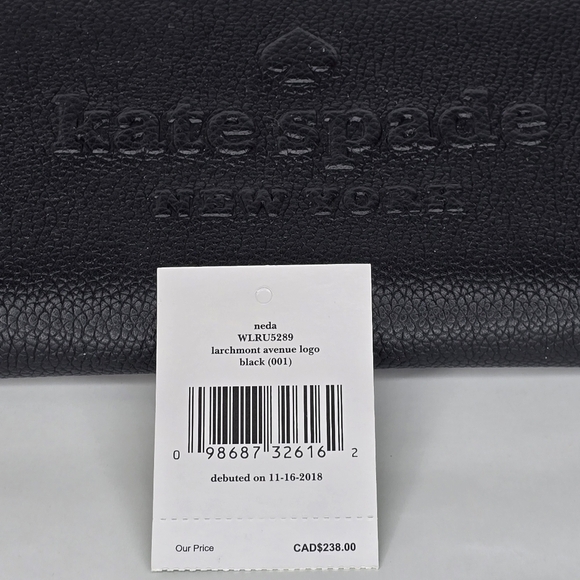 kate spade
NEW YORK
neda
WLRU5289
larchmont avenue logo
black (001)
0 98687 32616 2
debuted on 11-16-2018
Our Price CAD$238.00